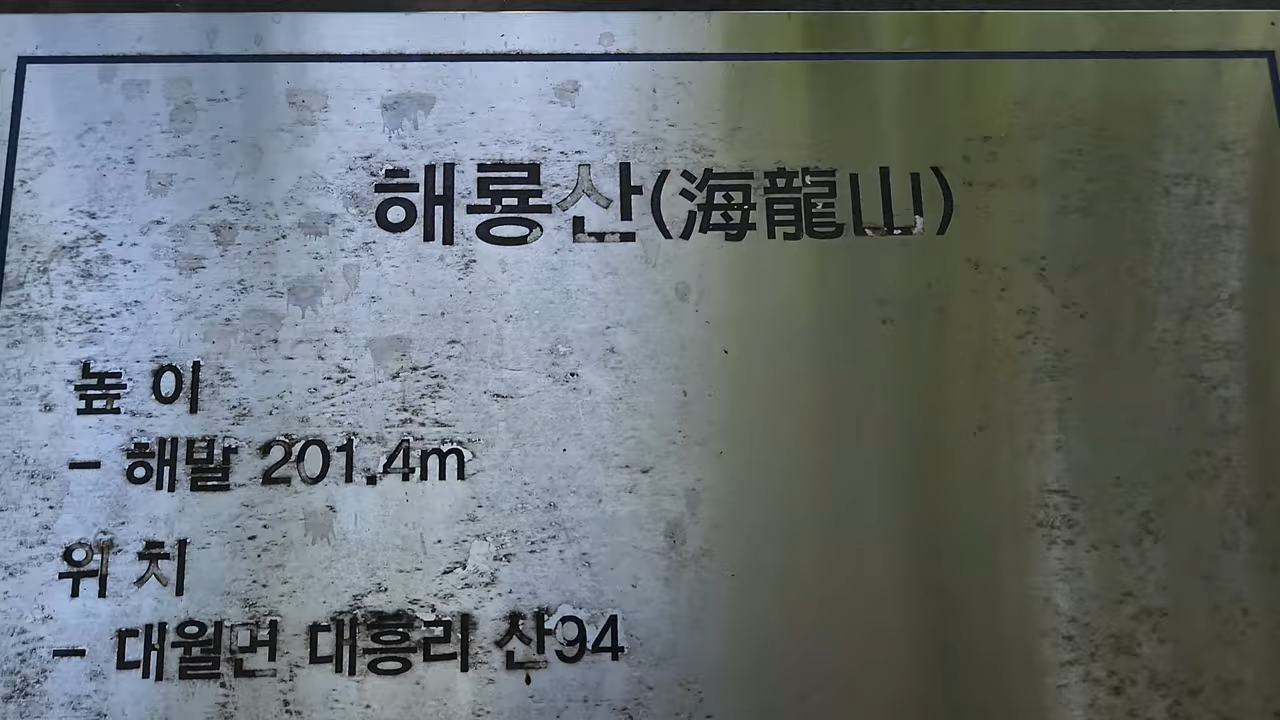 해룡산(海龍山)
높 이
- 해발 201.4m
위 치
- 대월면 대흥리 산94